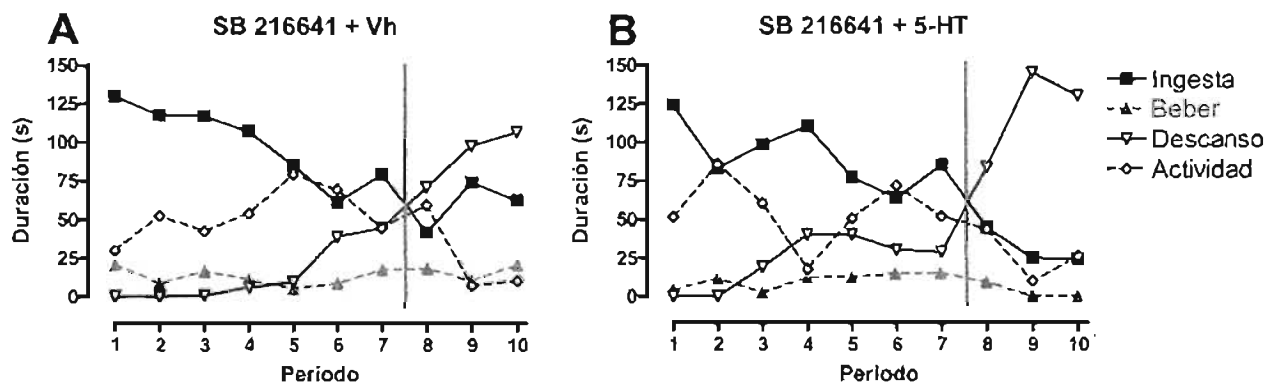 A
SB 216641 + Vh
Duración (s)
150
125
100
75
50
25
0
1 2 3 4 5 6 7 8 9 10
Período
B
SB 216641 + 5-HT
Duración (s)
150
125
100
75
50
25
0
1 2 3 4 5 6 7 8 9 10
Período
Ingesta
Beber
Descanso
Actividad